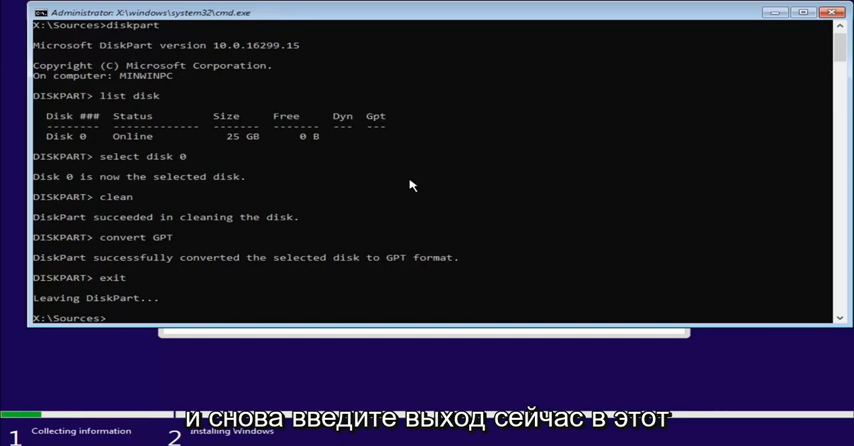 Administrator: X:\windows\system32\cmd.exe
X:\Sources>diskpart
Microsoft DiskPart version 10.0.16299.15
Copyright (C) Microsoft Corporation.
On computer: MINWINPC
DISKPART> list disk
Disk ### Status Size Free Dyn Gpt
-------- ------------- ------- ------- --- ---
Disk 0 Online 25 GB 0 B
DISKPART> select disk 0
Disk 0 is now the selected disk.
DISKPART> clean
DiskPart succeeded in cleaning the disk.
DISKPART> convert GPT
DiskPart successfully converted the selected disk to GPT format.
DISKPART> exit
Leaving DiskPart...
X:\Sources>
и снова введите выход сейчас в этот
1 Collecting information 2 Installing Windows